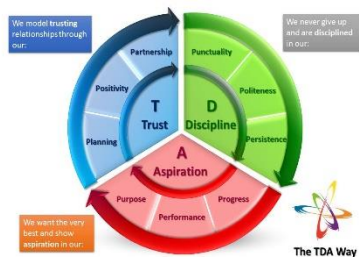 We model trusting
relationships through
our:
We never give up
and are disciplined
in our:
Partnership
Positivity
Planning
T
Trust
Punctuality
Politeness
Persistence
D
Discipline
A
Aspiration
Purpose
Performance
Progress
We want the very
best and show
aspiration in our:
The TDA Way